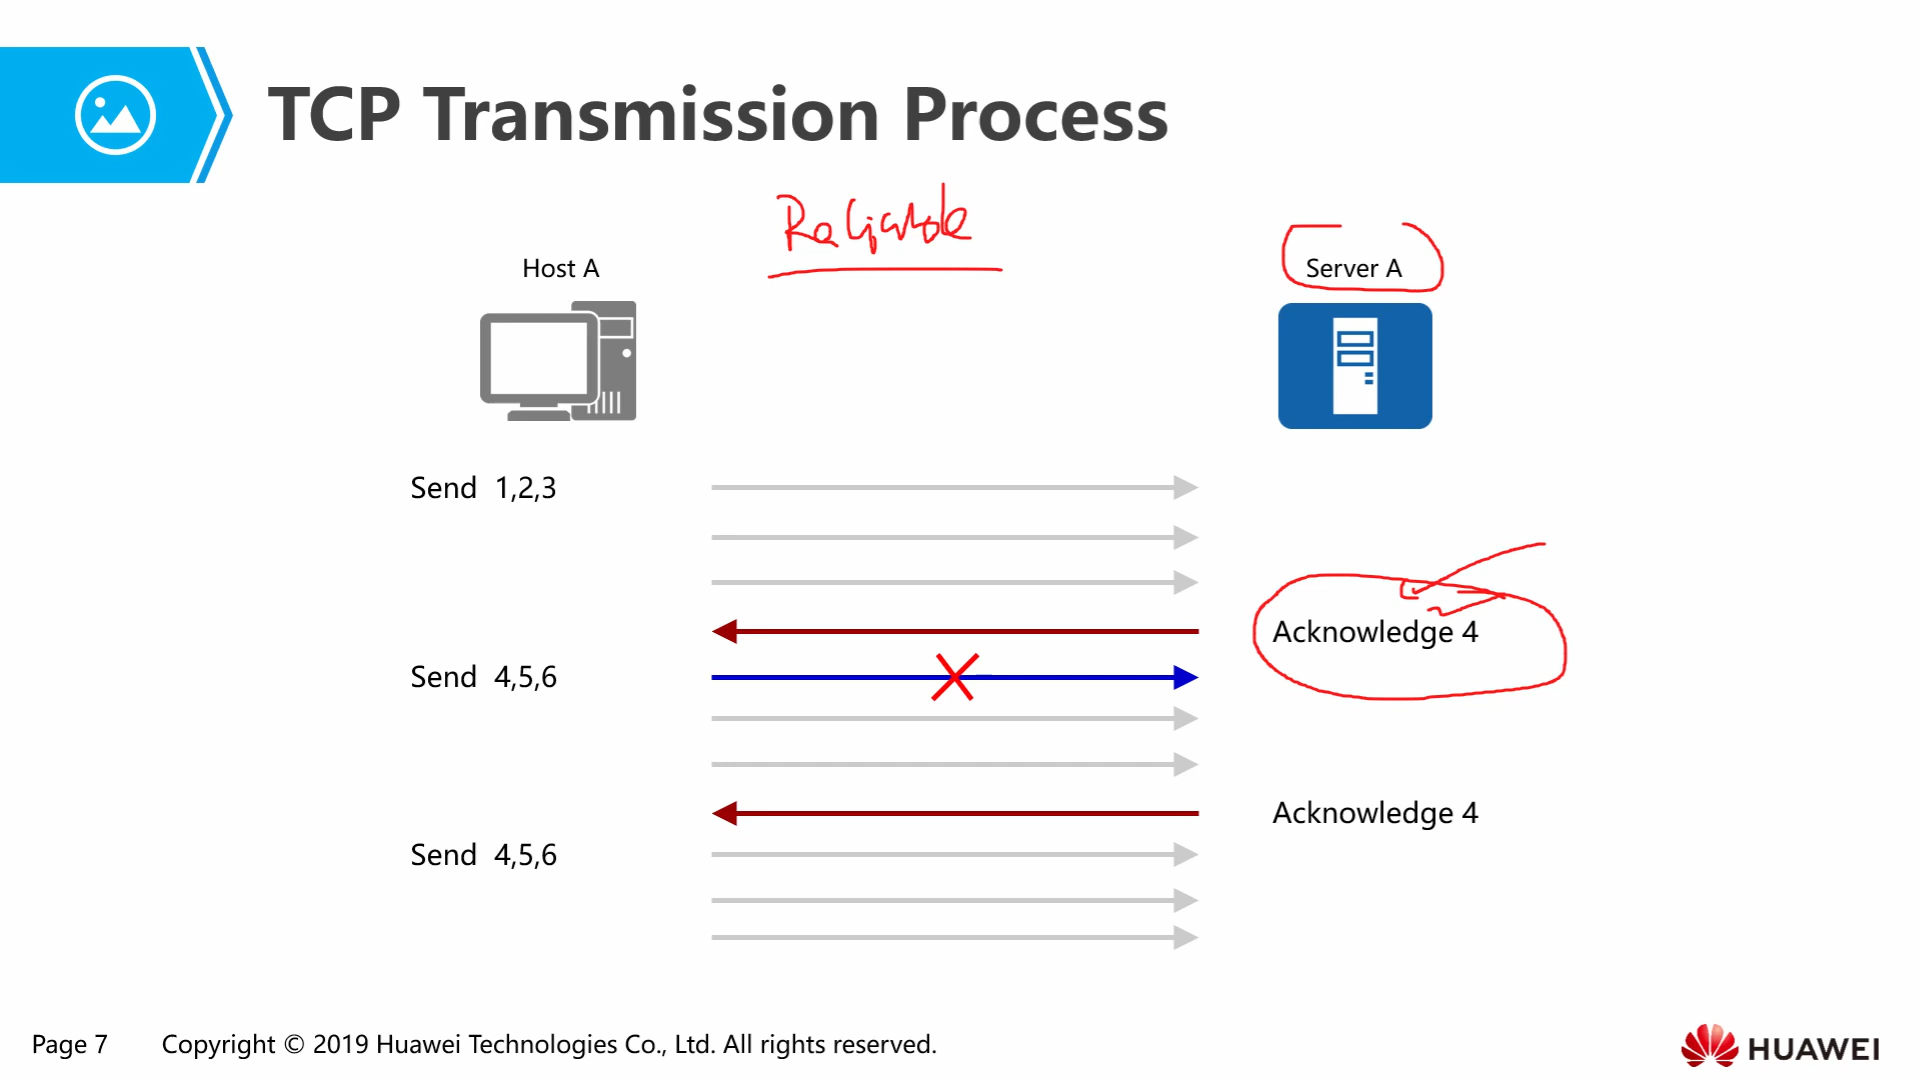 TCP Transmission Process
Reliable
Host A
Server A
Send 1,2,3
Acknowledge 4
Send 4,5,6
Acknowledge 4
Send 4,5,6
Page 7
Copyright © 2019 Huawei Technologies Co., Ltd. All rights reserved.
HUAWEI